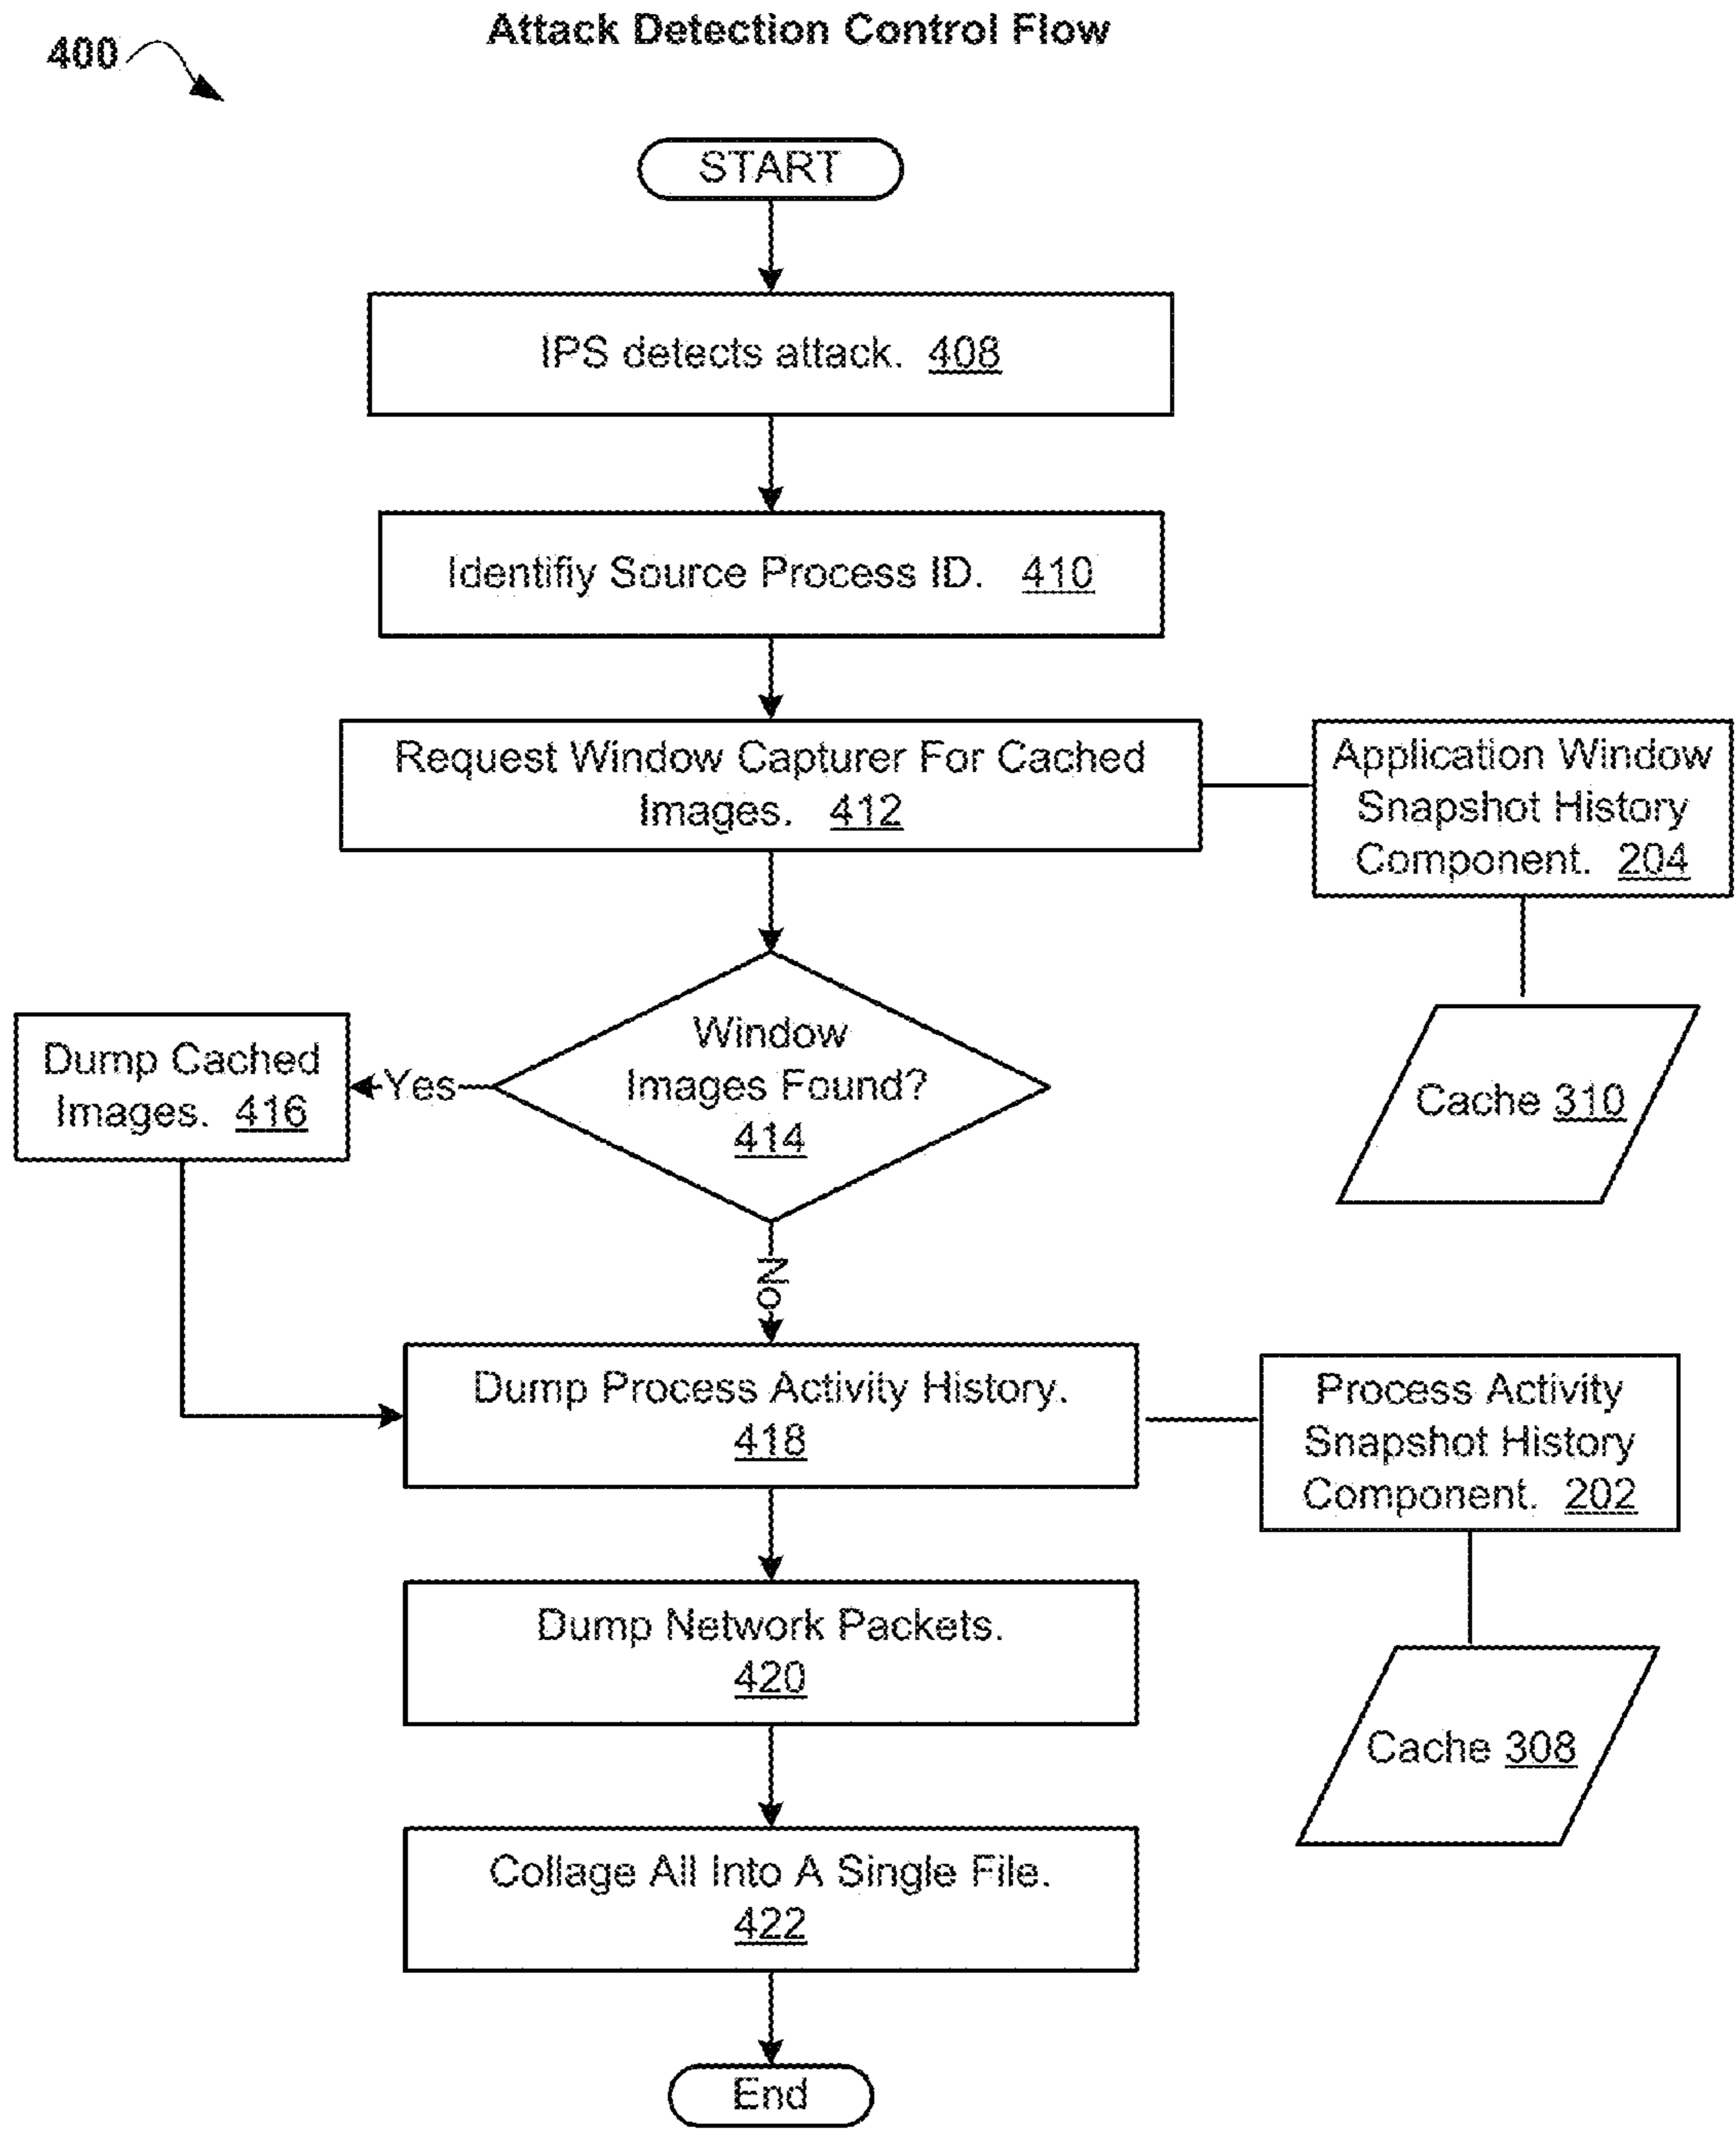 Attack Detection Control Flow
400
START
IPS detects attack. 408
Identifiy Source Process ID. 410
Request Window Capturer For Cached
Images. 412
Application Window
Snapshot History
Component. 204
Cache 310
Window
Images Found?
414
Yes
Dump Cached
Images. 416
No
Dump Process Activity History.
418
Process Activity
Snapshot History
Component. 202
Cache 308
Dump Network Packets.
420
Collage All Into A Single File.
422
End